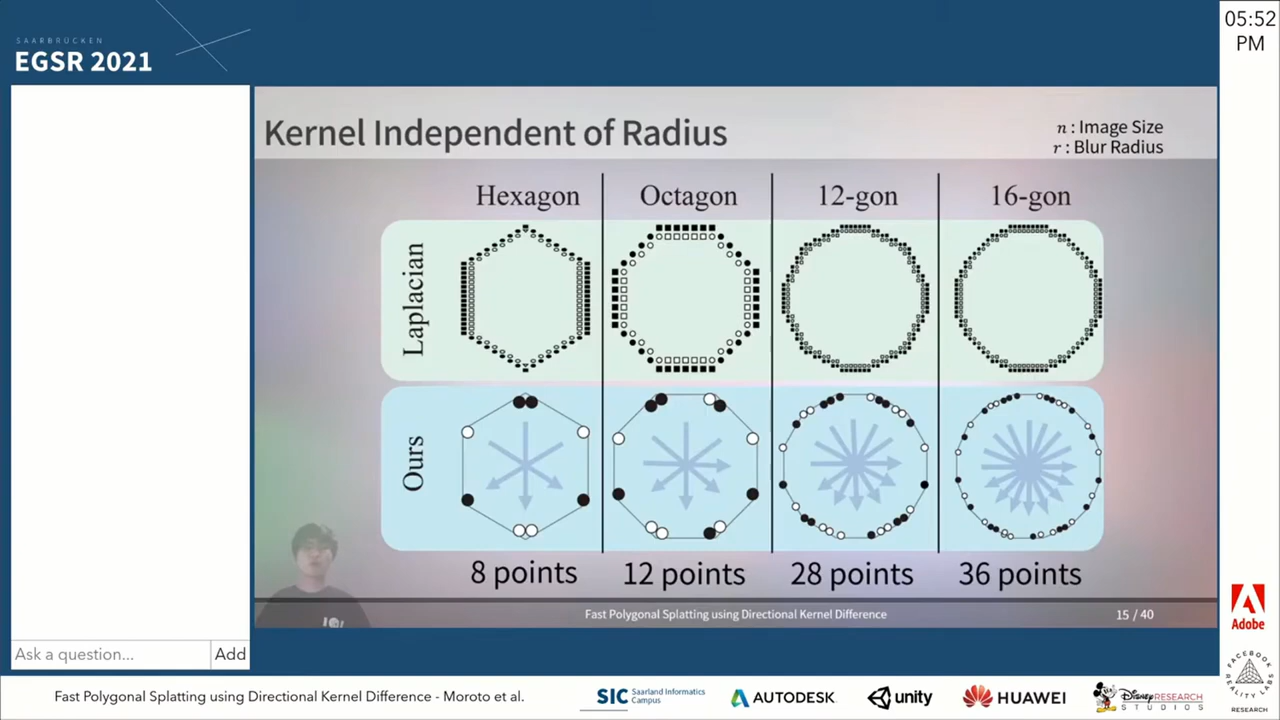 05:52
PM
SAARBRÜCKEN
EGSR 2021
Kernel Independent of Radius
n : Image Size
r : Blur Radius
Hexagon
Octagon
12-gon
16-gon
Laplacian
Ours
8 points
12 points
28 points
36 points
Fast Polygonal Splatting using Directional Kernel Difference
15 / 40
Ask a question...
Add
Adobe
FACEBOOK
REALITY LABS
RESEARCH
Fast Polygonal Splatting using Directional Kernel Difference - Moroto et al.
SIC Saarland Informatics
Campus
AUTODESK
unity
HUAWEI
Disney RESEARCH
STUDIOS